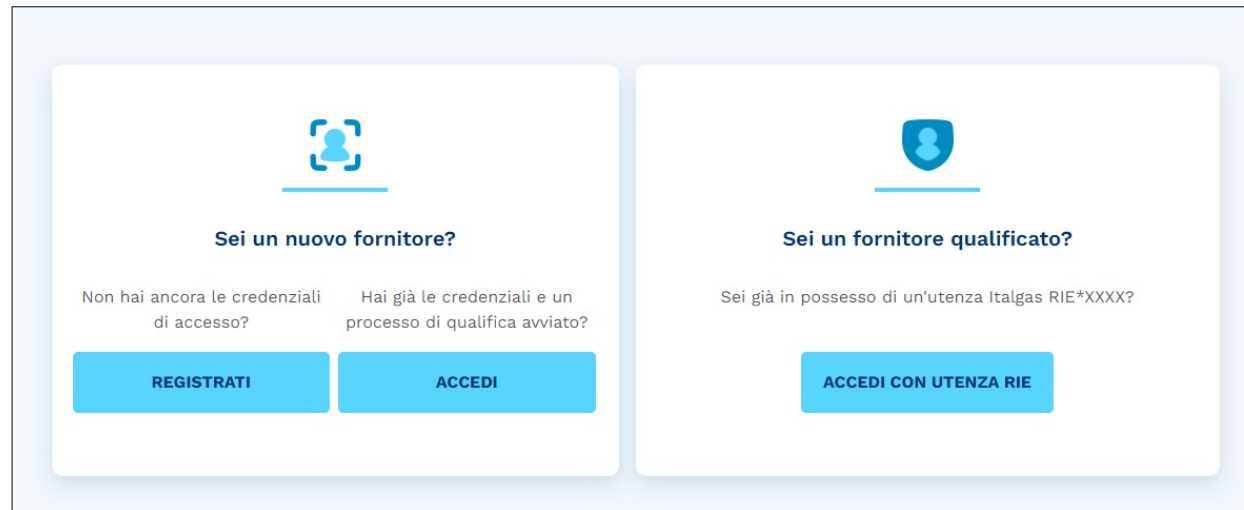 Sei un nuovo fornitore?
Non hai ancora le credenziali
di accesso?
Hai già le credenziali e un
processo di qualifica avviato?
REGISTRATI
ACCEDI
Sei un fornitore qualificato?
Sei già in possesso di un'utenza Italgas RIE*XXXX?
ACCEDI CON UTENZA RIE